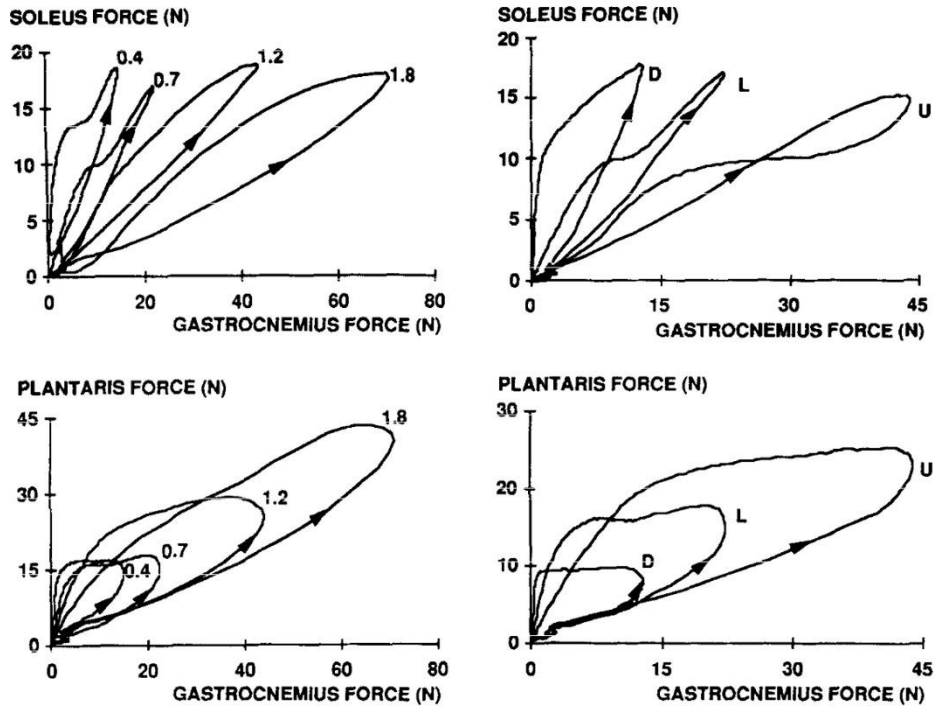 SOLEUS FORCE (N)
20
15
10
5
0
0.4
0.7
1.2
1.8
0 20 40 60 80
GASTROCNEMIUS FORCE (N)
SOLEUS FORCE (N)
20
15
10
5
0
D
L
U
0 15 30 45
GASTROCNEMIUS FORCE (N)
PLANTARIS FORCE (N)
45
30
15
0
1.8
1.2
0.7
0.4
0 20 40 60 80
GASTROCNEMIUS FORCE (N)
PLANTARIS FORCE (N)
30
20
10
0
U
L
D
0 15 30 45
GASTROCNEMIUS FORCE (N)